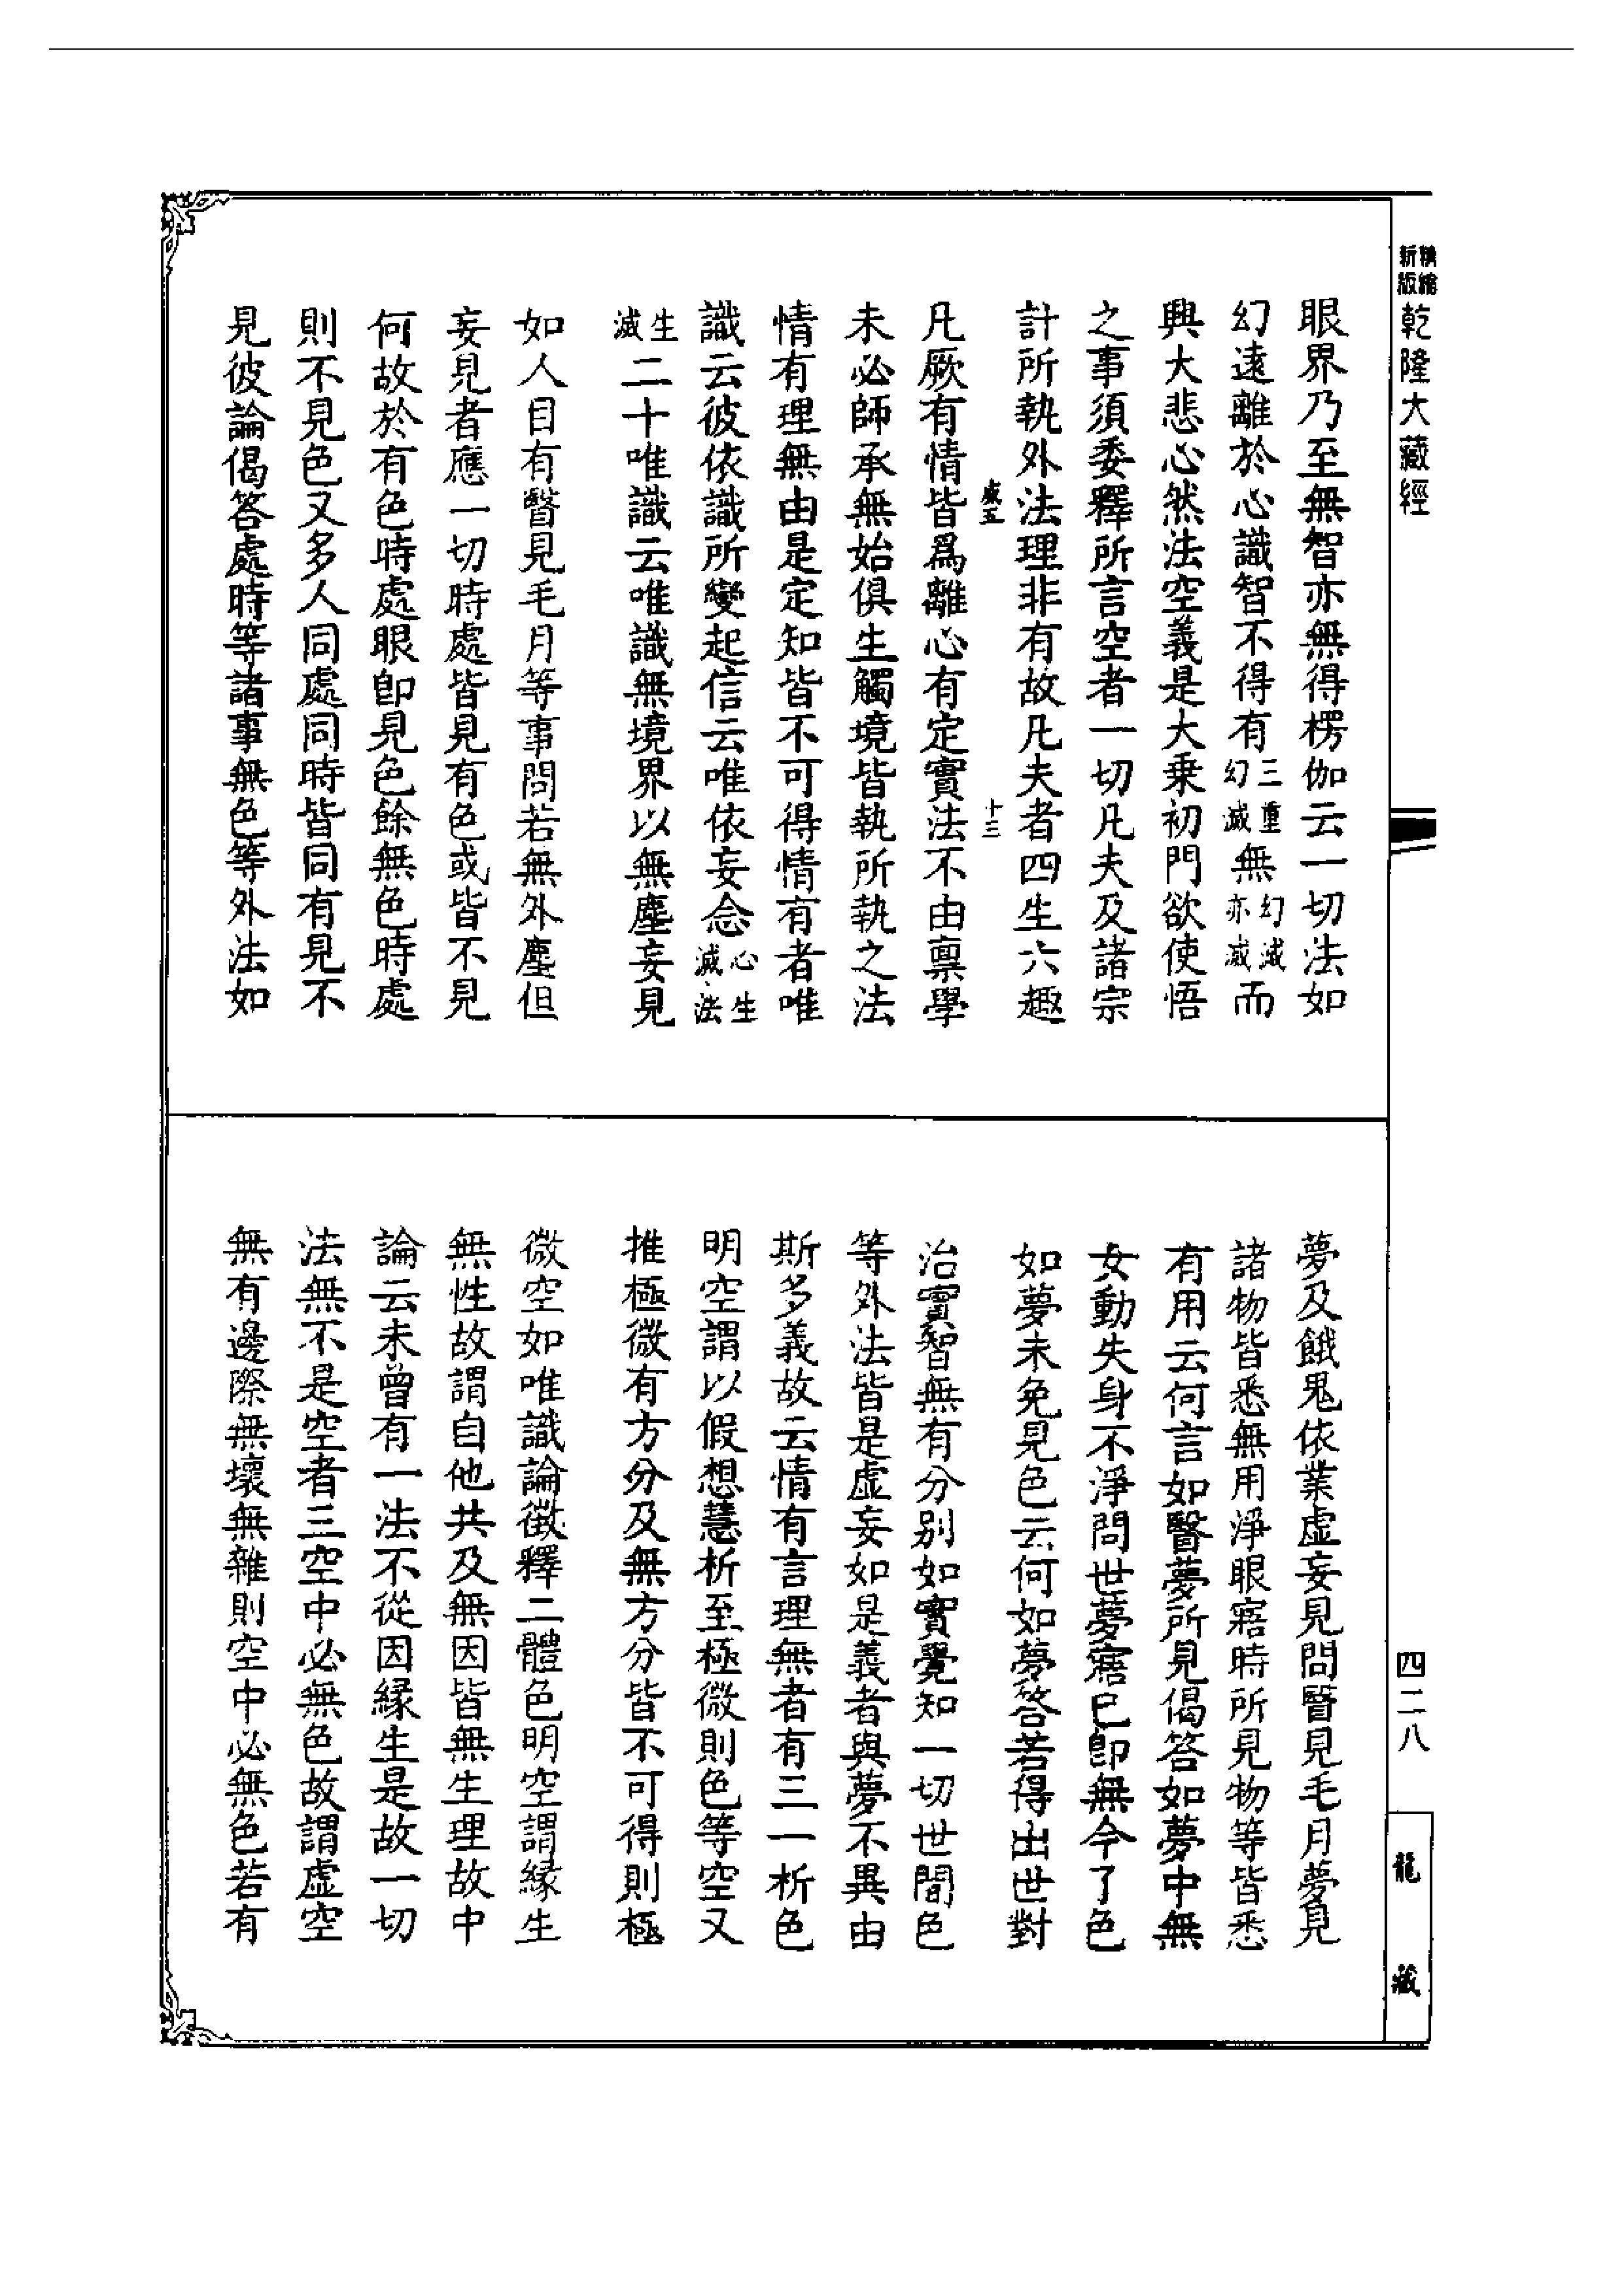 精縮新版乾隆大藏經
眼界乃至無智亦無得楞伽云一切法如
幻遠離於心識智不得有三重幻滅無幻滅亦滅而
興大悲心然法空義是大乗初門欲使悟
之事須委釋所言空者一切凡夫及諸宗
計所執外法理非有故凡夫者四生六趣
盛五 十三
凡厥有情皆爲離心有定實法不由禀學
未必師承無始俱生觸境皆執所執之法
情有理無由是定知皆不可得情有者唯
識云彼依識所變起信云唯依妄念心生滅法
生滅二十唯識云唯識無境界以無塵妄見
如人目有瞖見毛月等事問若無外塵但
妄見者應一切時處皆見有色或皆不見
何故於有色時處眼即見色餘無色時處
則不見色又多人同處同時皆同有見不
見彼論偈答處時等諸事無色等外法如
夢及餓鬼依業虛妄見問瞖見毛月夢見
諸物皆悉無用淨眼寤時所見物等皆悉
有用云何言如瞖夢所見偈答如夢中無
女動失身不淨問世夢寤已即無今了色
如夢未免見色云何如夢答若得出世對
治實智無有分別如實覺知一切世間色
等外法皆是虛妄如是義者與夢不異由
斯多義故云情有言理無者有三一析色
明空謂以假想慧析至極微則色等空又
推極微有方分及無方分皆不可得則極
微空如唯識論徵釋二體色明空謂緣生
無性故謂自他共及無因皆無生理故中
論云未曾有一法不從因緣生是故一切
法無不是空者三空中必無色故謂虛空
無有邊際無壞無雜則空中必無色若有
四二八
龍藏